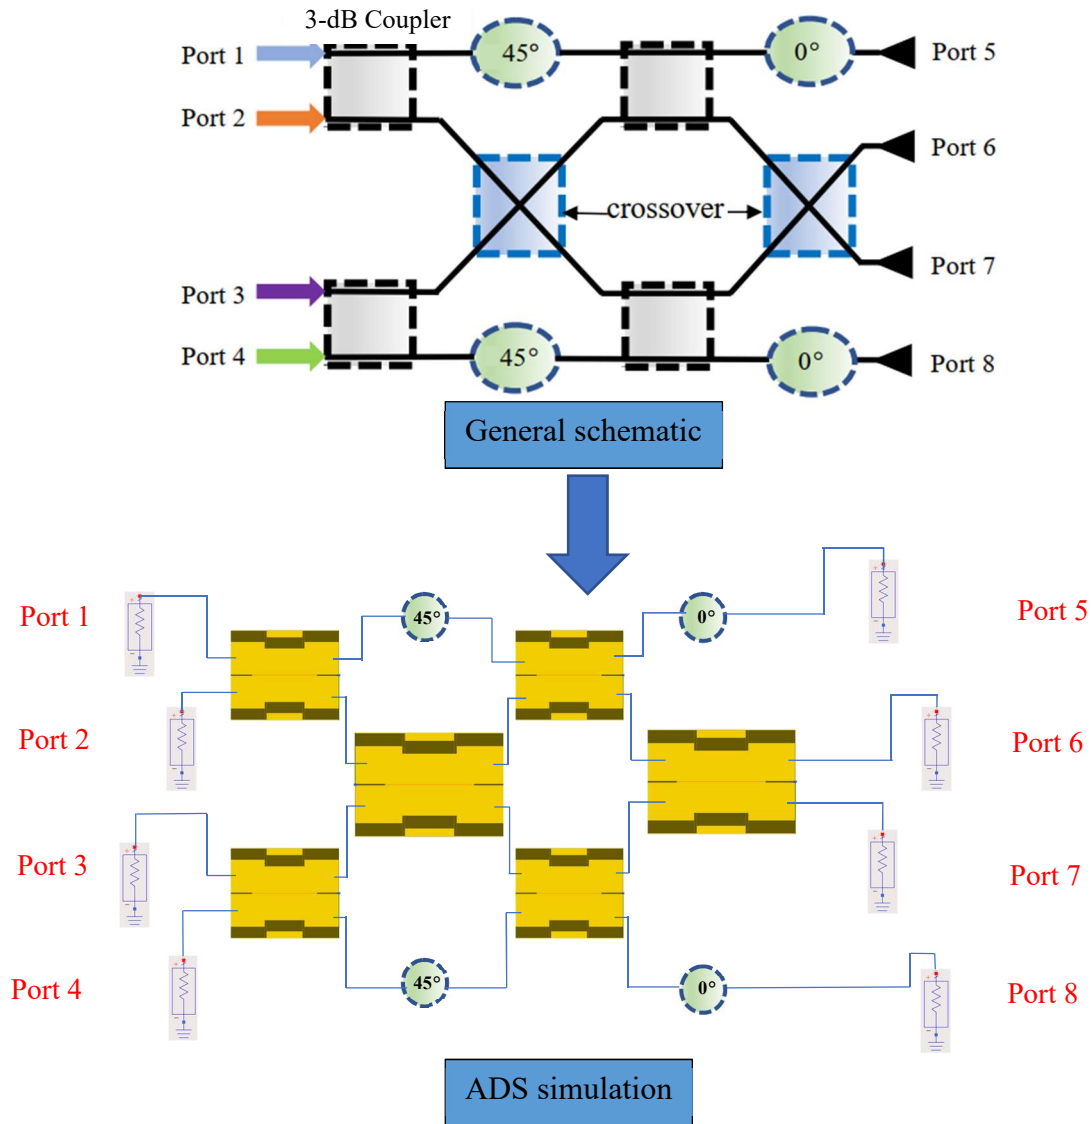 3-dB Coupler
Port 1
45°
0°
Port 5
Port 2
Port 6
crossover
Port 7
Port 3
Port 4
45°
0°
Port 8
General schematic
Port 1
45°
0°
Port 5
Port 2
Port 6
Port 3
Port 7
Port 4
45°
0°
Port 8
ADS simulation